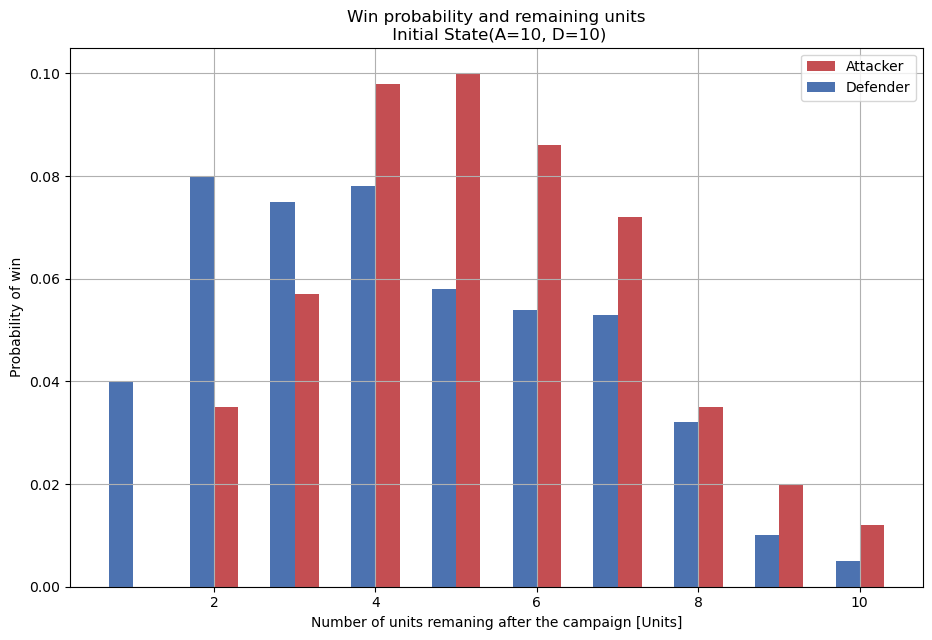 Win probability and remaining units
Initial State(A=10, D=10)
Attacker
Defender
Probability of win
0.10
0.08
0.06
0.04
0.02
0.00
2 4 6 8 10
Number of units remaning after the campaign [Units]